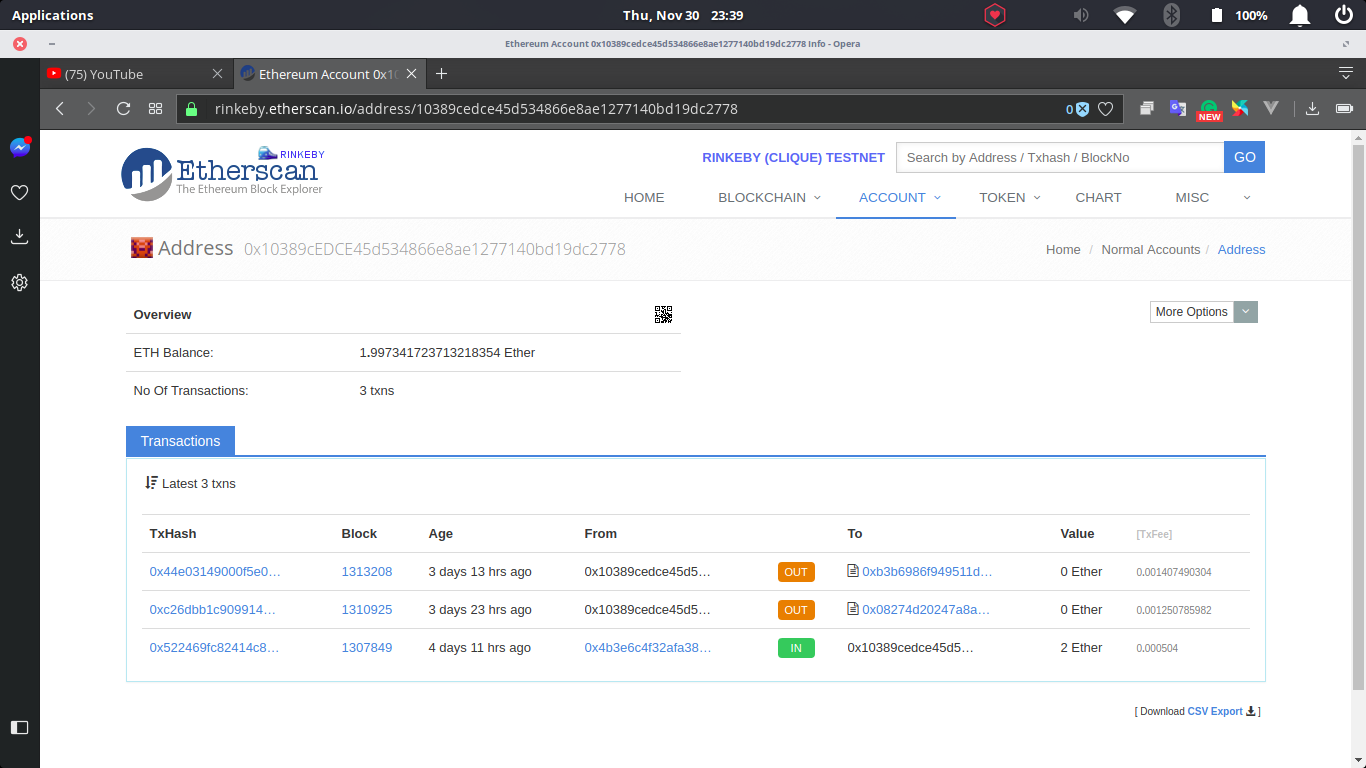 Applications
Thu, Nov 30 23:39
100%
Ethereum Account 0x10389cedce45d534866e8ae1277140bd19dc2778 Info - Opera
(75) YouTube
Ethereum Account 0x10
rinkeby.etherscan.io/address/10389cedce45d534866e8ae1277140bd19dc2778
0
NEW
RINKEBY
Etherscan
The Ethereum Block Explorer
RINKEBY (CLIQUE) TESTNET
Search by Address / Txhash / BlockNo
GO
HOME BLOCKCHAIN ACCOUNT TOKEN CHART MISC
Address 0x10389cEDCE45d534866e8ae1277140bd19dc2778
Home / Normal Accounts / Address
Overview
More Options
ETH Balance: 1.997341723713218354 Ether
No Of Transactions: 3 txns
Transactions
Latest 3 txns
TxHash Block Age From To Value [TxFee]
0x44e03149000f5e0... 1313208 3 days 13 hrs ago 0x10389cedce45d5... OUT 0xb3b6986f949511d... 0 Ether 0.001407490304
0xc26dbb1c909914... 1310925 3 days 23 hrs ago 0x10389cedce45d5... OUT 0x08274d20247a8a... 0 Ether 0.001250785982
0x522469fc82414c8... 1307849 4 days 11 hrs ago 0x4b3e6c4f32afa38... IN 0x10389cedce45d5... 2 Ether 0.000504
[ Download CSV Export ]